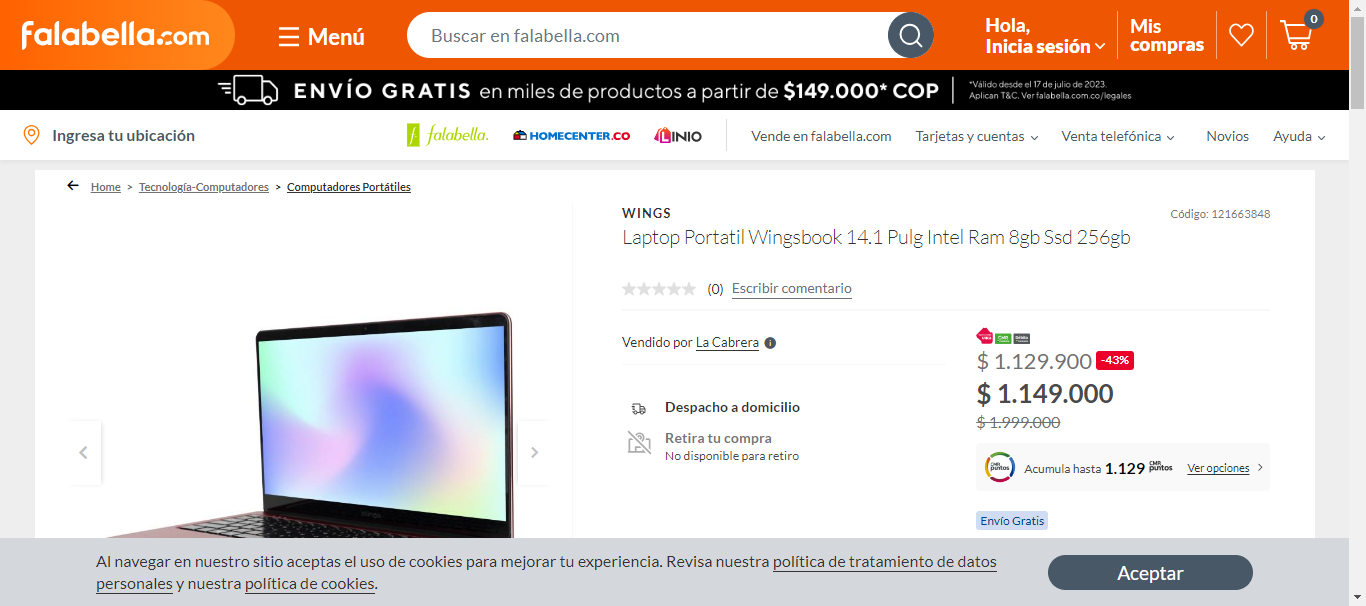 falabella.com
Menú
Buscar en falabella.com
Hola,
Inicia sesión
Mis
compras
0
ENVÍO GRATIS en miles de productos a partir de $149.000* COP
*Válido desde el 17 de julio de 2023.
Aplican T&C. Ver falabella.com.co/legales
Ingresa tu ubicación
falabella.
HOMECENTER.CO
LINIO
Vende en falabella.com
Tarjetas y cuentas
Venta telefónica
Novios
Ayuda
Home > Tecnología-Computadores > Computadores Portátiles
WINGS
Código: 121663848
Laptop Portatil Wingsbook 14.1 Pulg Intel Ram 8gb Ssd 256gb
(0) Escribir comentario
Vendido por La Cabrera
$ 1.129.900 -43%
$ 1.149.000
$ 1.999.000
Despacho a domicilio
Retira tu compra
No disponible para retiro
Acumula hasta 1.129 CMR puntos Ver opciones
Envío Gratis
Al navegar en nuestro sitio aceptas el uso de cookies para mejorar tu experiencia. Revisa nuestra política de tratamiento de datos
personales y nuestra política de cookies.
Aceptar